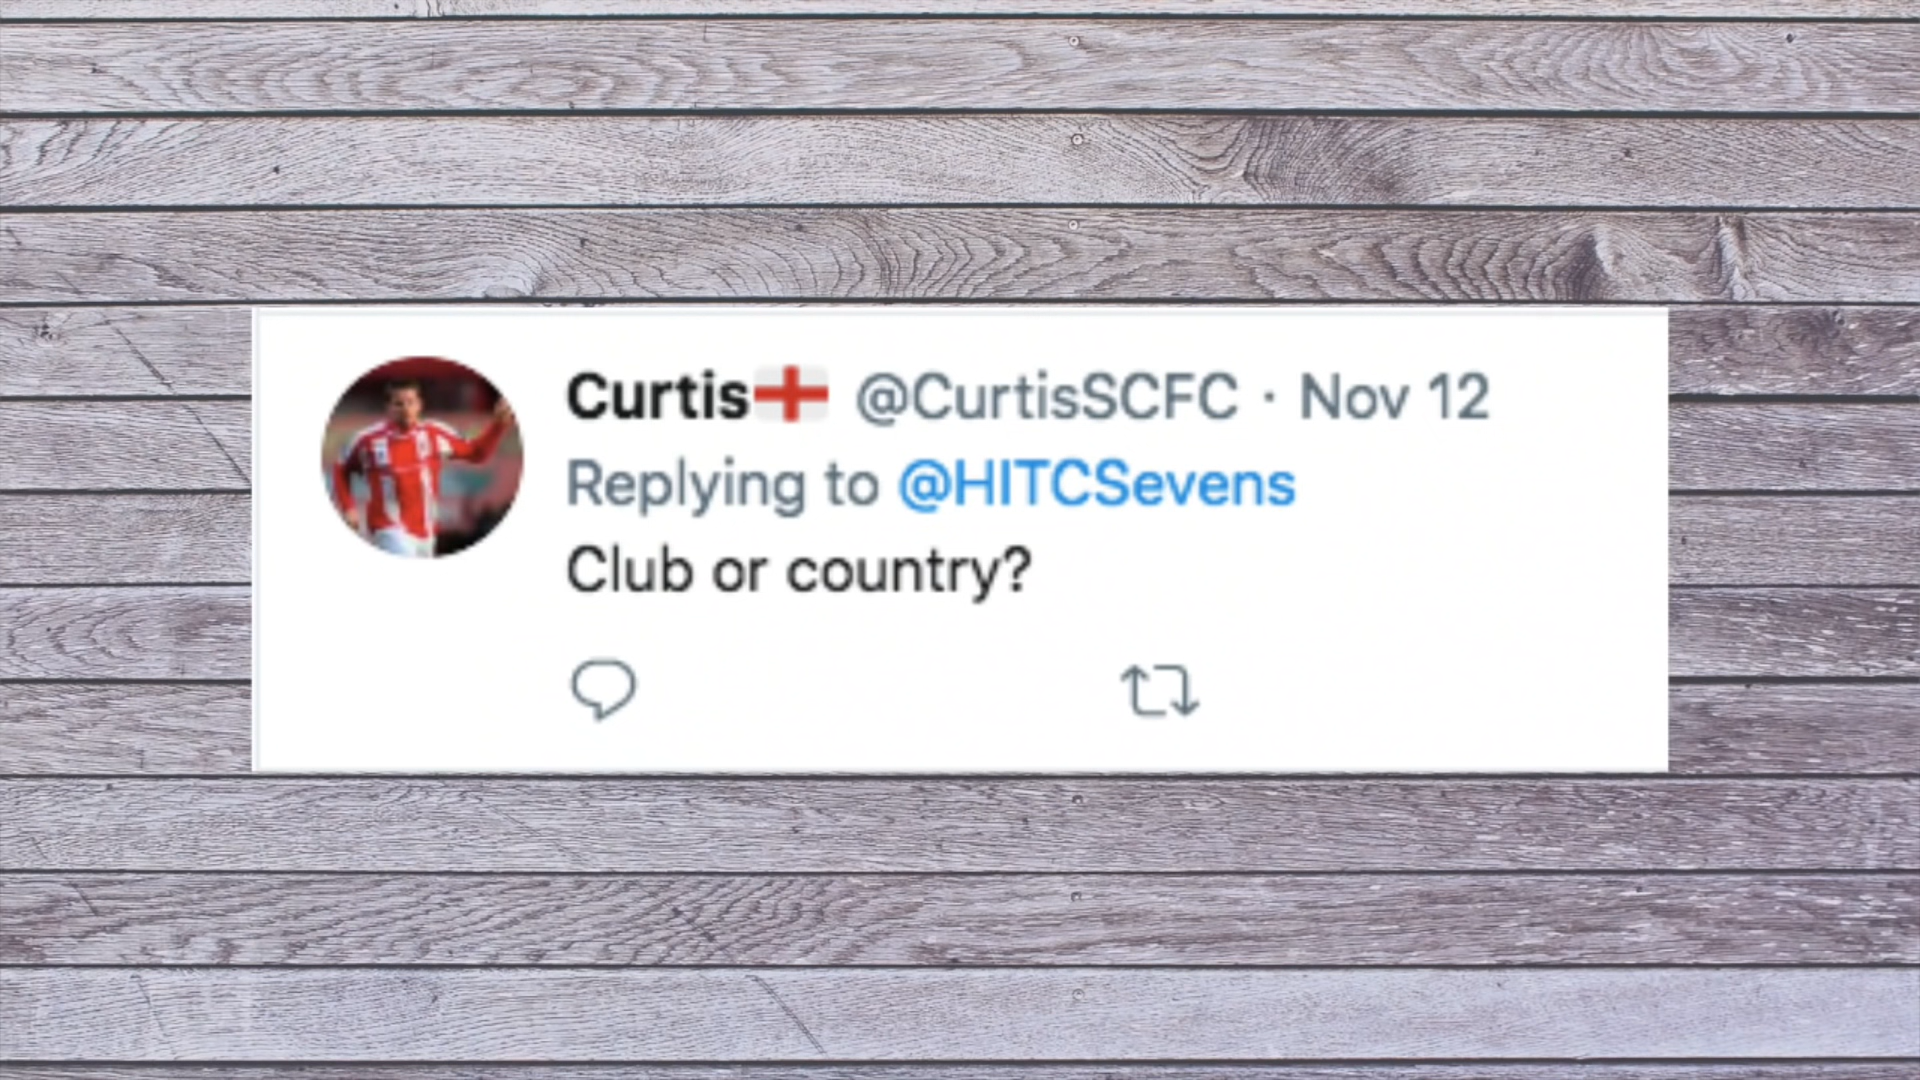 Curtis🏴󠁧󠁢󠁥󠁮󠁧󠁿 @CurtisSCFC · Nov 12
Replying to @HITCSevens
Club or country?